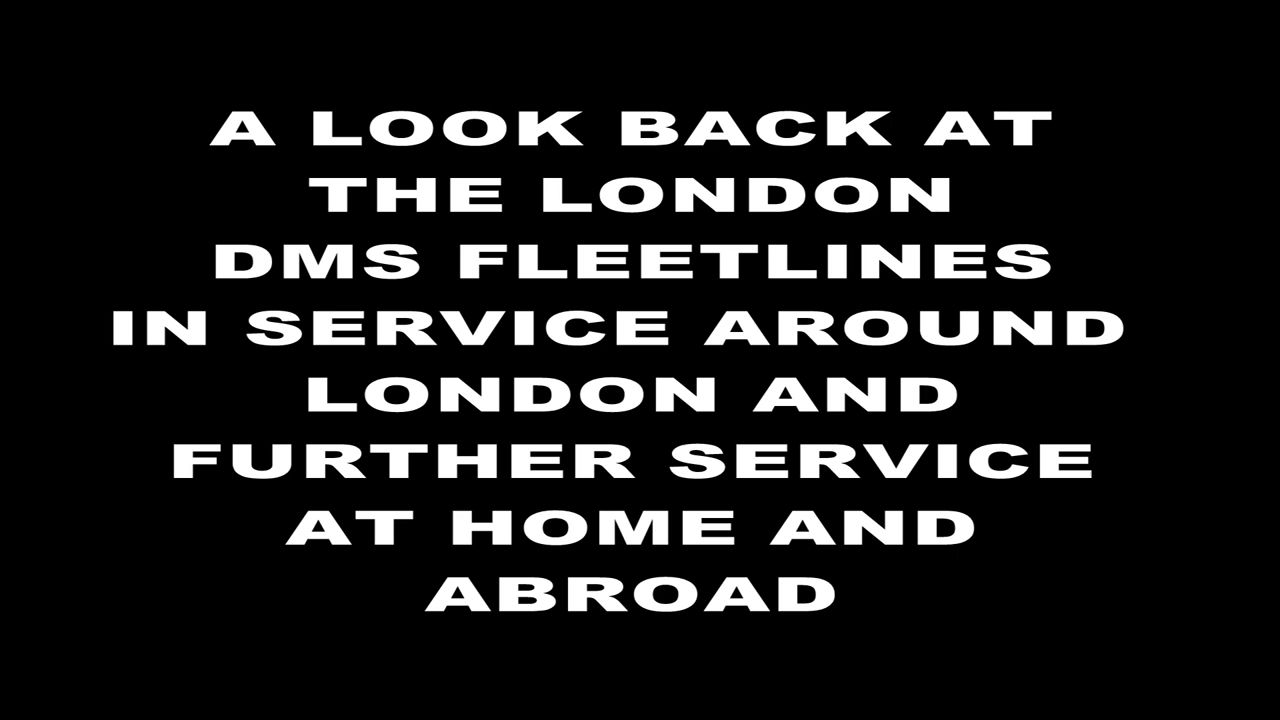 A LOOK BACK AT
THE LONDON
DMS FLEETLINES
IN SERVICE AROUND
LONDON AND
FURTHER SERVICE
AT HOME AND
ABROAD